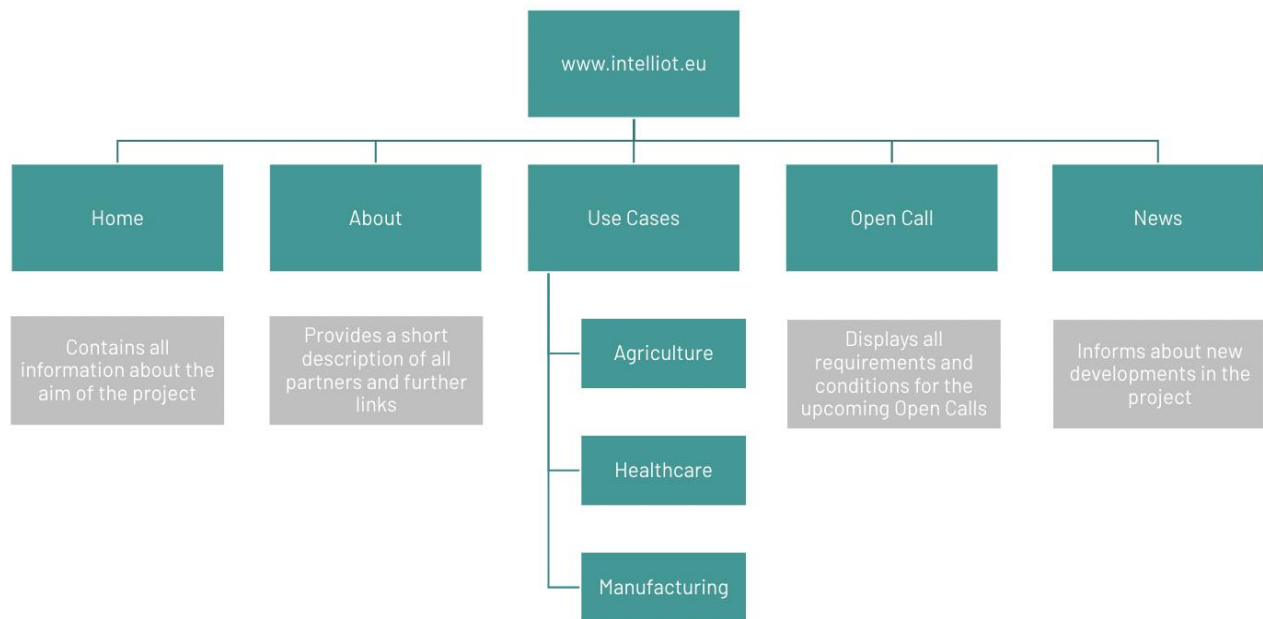 www.intelliot.eu
Home
About
Use Cases
Open Call
News
Contains all
information about the
aim of the project
Provides a short
description of all
partners and further
links
Agriculture
Healthcare
Manufacturing
Displays all
requirements and
conditions for the
upcoming Open Calls
Informs about new
developments in the
project